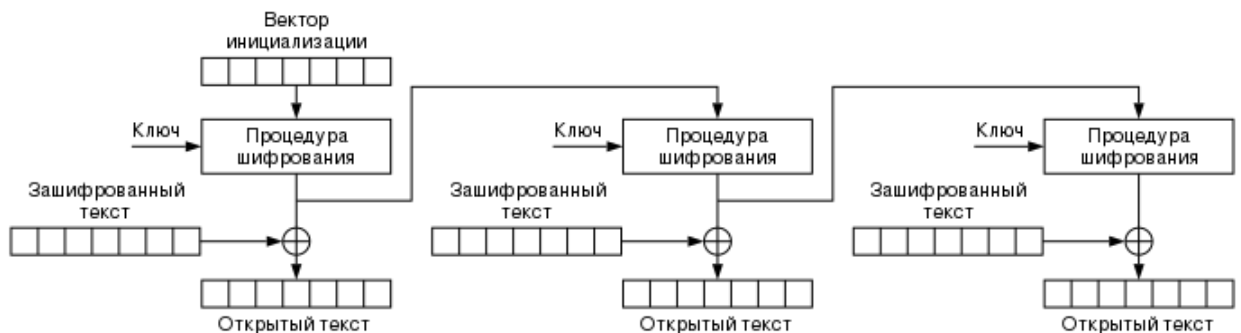 Вектор
инициализации
Ключ
Процедура
шифрования
Ключ
Процедура
шифрования
Ключ
Процедура
шифрования
Зашифрованный
текст
Зашифрованный
текст
Зашифрованный
текст
Открытый текст
Открытый текст
Открытый текст